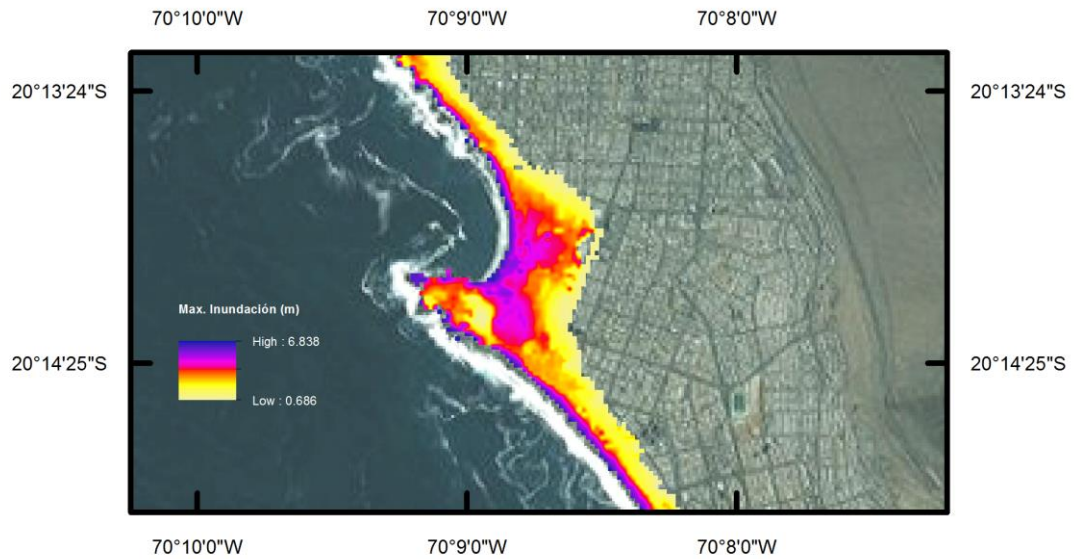 70°10'0"W 70°9'0"W 70°8'0"W
20°13'24"S 20°13'24"S
Max. Inundación (m)
High : 6.838
20°14'25"S 20°14'25"S
Low : 0.686
70°10'0"W 70°9'0"W 70°8'0"W